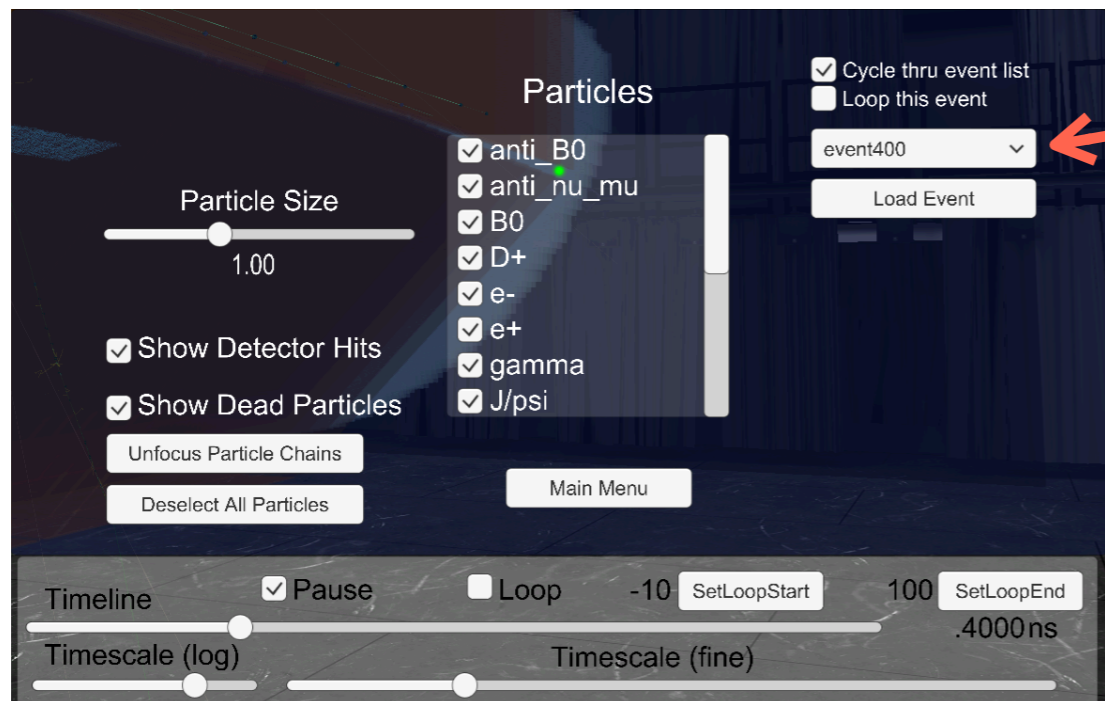 Particles
Cycle thru event list
Loop this event
anti_B0
event400
anti_nu_mu
Load Event
Particle Size
B0
D+
1.00
e-
e+
Show Detector Hits
gamma
J/psi
Show Dead Particles
Unfocus Particle Chains
Main Menu
Deselect All Particles
Timeline
Pause
Loop
-10
SetLoopStart
100
SetLoopEnd
.4000ns
Timescale (log)
Timescale (fine)